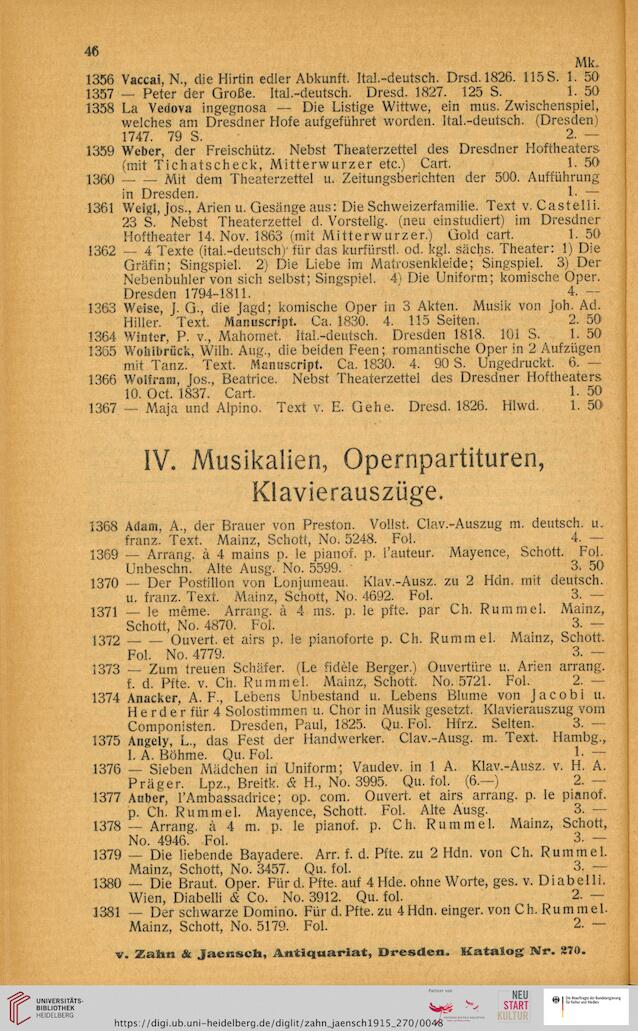 46
Mk.
1356 Vaccai, N., die Hirtin edler Abkunft. Ital.-deutsch. Drsd. 1826. 115 S. 1. 50
1357 — Peter der Große. Ital.-deutsch. Dresd. 1827. 125 S. 1. 50
1358 La Vedova ingegnosa — Die Listige Wittwe, ein mus. Zwischenspiel,
welches am Dresdner Hofe aufgeführet worden. Ital.-deutsch. (Dresden)
1747. 79 S. 2. —
1359 Weber, der Freischütz. Nebst Theaterzettel des Dresdner Hoftheaters
(mit Tichatscheck, Mitterwurzer etc.) Cart. 1. 50
1360 — — Mit dem Theaterzettel u. Zeitungsberichten der 500. Aufführung
in Dresden. 1. —
1361 Weigl, Jos., Arien u. Gesänge aus: Die Schweizerfamilie. Text v. Castelli.
23 S. Nebst Theaterzettel d. Vorstellg. (neu einstudiert) im Dresdner
Hoftheater 14. Nov. 1863 (mit Mitterwurzer.) Gold cart. 1. 50
1362 — 4 Texte (ital.-deutsch) für das kurfürstl. od. kgl. sächs. Theater: 1) Die
Gräfin; Singspiel. 2) Die Liebe im Matrosenkleide; Singspiel. 3) Der
Nebenbuhler von sich selbst; Singspiel. 4) Die Uniform; komische Oper.
Dresden 1794-1811. 4. —
1363 Weise, J. G., die Jagd; komische Oper in 3 Akten. Musik von Joh. Ad.
Hiller. Text. Manuscript. Ca. 1830. 4. 115 Seiten. 2. 50
1364 Winter, P. v., Mahomet. Ital.-deutsch. Dresden 1818. 101 S. 1. 50
1365 Wohlbrück, Wilh. Aug., die beiden Feen; romantische Oper in 2 Aufzügen
mit Tanz. Text. Manuscript. Ca. 1830. 4. 90 S. Ungedruckt. 6. —
1366 Wolfram, Jos., Beatrice. Nebst Theaterzettel des Dresdner Hoftheaters
10. Oct. 1837. Cart. 1. 50
1367 — Maja und Alpino. Text v. E. Gehe. Dresd. 1826. Hlwd. 1. 50
IV. Musikalien, Opernpartituren,
Klavierauszüge.
1368 Adam, A., der Brauer von Preston. Vollst. Clav.-Auszug m. deutsch. u.
franz. Text. Mainz, Schott, No. 5248. Fol. 4. —
1369 — Arrang. à 4 mains p. le pianof. p. l'auteur. Mayence, Schott. Fol.
Unbeschn. Alte Ausg. No. 5599. 3. 50
1370 — Der Postillon von Lonjumeau. Klav.-Ausz. zu 2 Hdn. mit deutsch.
u. franz. Text. Mainz, Schott, No. 4692. Fol. 3. —
1371 — le même. Arrang. à 4 ms. p. le pfte. par Ch. Rummel. Mainz,
Schott, No. 4870. Fol. 3. —
1372 — — Ouvert. et airs p. le pianoforte p. Ch. Rummel. Mainz, Schott.
Fol. No. 4779. 3. —
1373 — Zum treuen Schäfer. (Le fidèle Berger.) Ouvertüre u. Arien arrang.
f. d. Pfte. v. Ch. Rummel. Mainz, Schott. No. 5721. Fol. 2. —
1374 Anacker, A. F., Lebens Unbestand u. Lebens Blume von Jacobi u.
Herder für 4 Solostimmen u. Chor in Musik gesetzt. Klavierauszug vom
Componisten. Dresden, Paul, 1825. Qu. Fol. Hfrz. Selten. 3. —
1375 Angely, L., das Fest der Handwerker. Clav.-Ausg. m. Text. Hambg.,
I. A. Böhme. Qu. Fol. 1. —
1376 — Sieben Mädchen in Uniform; Vaudev. in 1 A. Klav.-Ausz. v. H. A.
Präger. Lpz., Breitk. & H., No. 3995. Qu. fol. (6.—) 2. —
1377 Auber, l'Ambassadrice; op. com. Ouvert. et airs arrang. p. le pianof.
p. Ch. Rummel. Mayence, Schott. Fol. Alte Ausg. 3. —
1378 — Arrang. à 4 m. p. le pianof. p. Ch. Rummel. Mainz, Schott,
No. 4946. Fol. 3. —
1379 — Die liebende Bayadere. Arr. f. d. Pfte. zu 2 Hdn. von Ch. Rummel.
Mainz, Schott, No. 3457. Qu. fol. 3. —
1380 — Die Braut. Oper. Für d. Pfte. auf 4 Hde. ohne Worte, ges. v. Diabelli.
Wien, Diabelli & Co. No. 3912. Qu. fol. 2. —
1381 — Der schwarze Domino. Für d. Pfte. zu 4 Hdn. einger. von Ch. Rummel.
Mainz, Schott, No. 5179. Fol. 2. —
v. Zahn & Jaensch, Antiquariat, Dresden. Katalog Nr. 270.
UNIVERSITÄTS-
BIBLIOTHEK
HEIDELBERG
https://digi.ub.uni-heidelberg.de/diglit/zahn_jaensch1915_270/0048
Partner von
NEU
START
KULTUR
Die Beauftragte der Bundesregierung
für Kultur und Medien